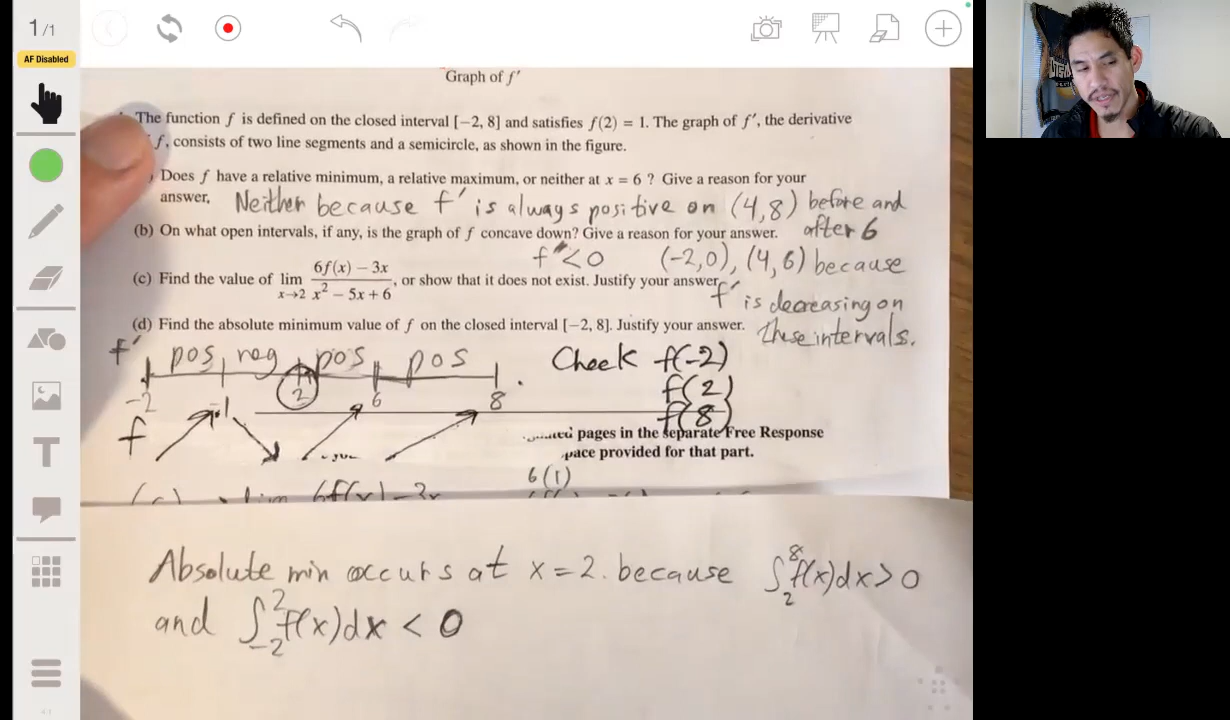 1/1
AF Disabled
Graph of f′
The function f is defined on the closed interval [−2, 8] and satisfies f(2) = 1. The graph of f′, the derivative
f, consists of two line segments and a semicircle, as shown in the figure.
Does f have a relative minimum, a relative maximum, or neither at x = 6 ? Give a reason for your
answer, Neither because f′ is always positive on (4,8) before and
after 6
(b) On what open intervals, if any, is the graph of f concave down? Give a reason for your answer.
f″<0 (-2,0), (4,6) because
(c) Find the value of lim x→2 (6f(x) − 3x)/(x² − 5x + 6), or show that it does not exist. Justify your answer.
f′ is decreasing on
these intervals.
(d) Find the absolute minimum value of f on the closed interval [−2, 8]. Justify your answer.
f′ pos neg pos pos
-2 -1 2 6 8
f
Check f(-2)
f(2)
f(8)
pages in the separate Free Response
pace provided for that part.
6(1)
(c) lim 6f(x)-3x
Absolute min occurs at x=2. because ∫₂⁸f(x)dx>0
and ∫₋₂²f(x)dx < 0